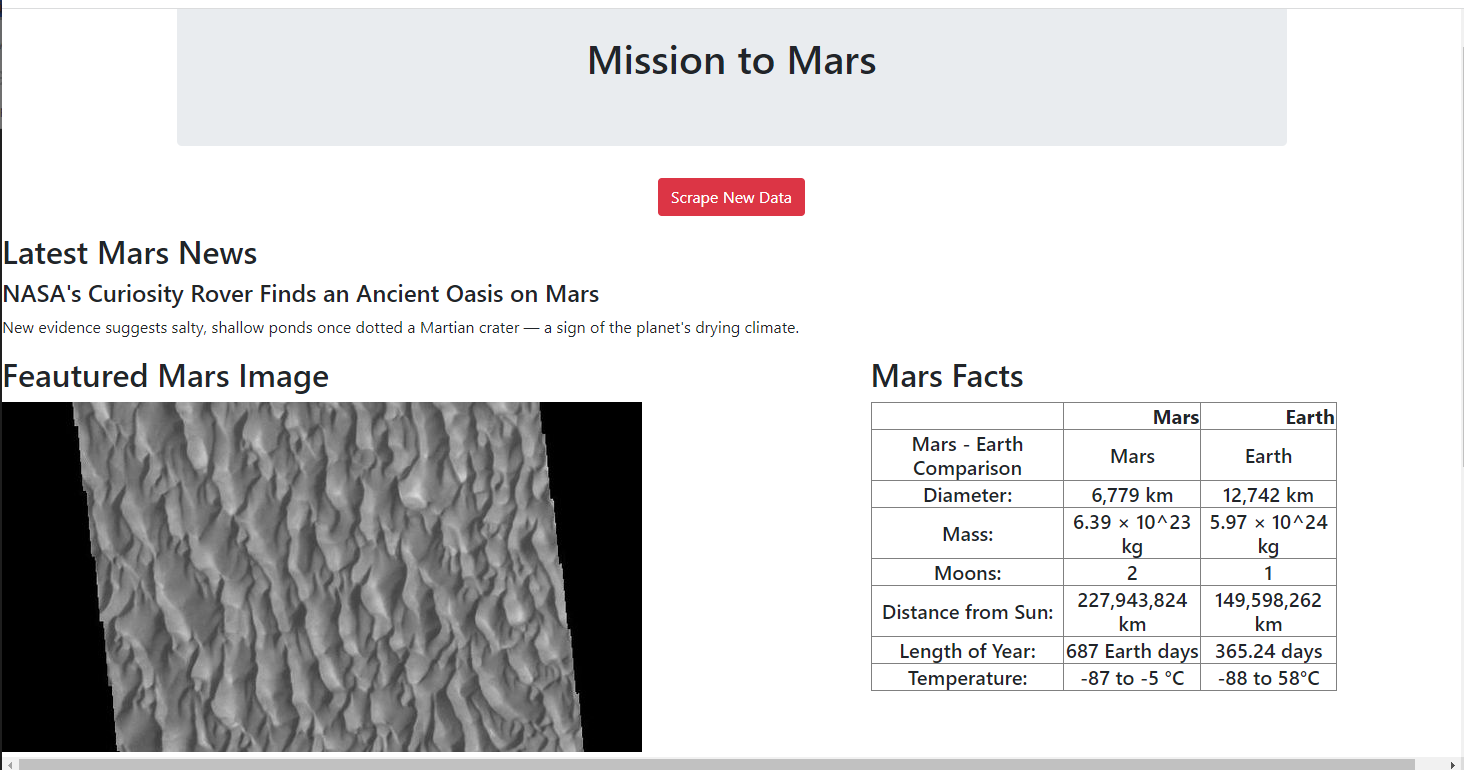 Mission to Mars
Scrape New Data
Latest Mars News
NASA's Curiosity Rover Finds an Ancient Oasis on Mars
New evidence suggests salty, shallow ponds once dotted a Martian crater — a sign of the planet's drying climate.
Feautured Mars Image
Mars Facts
Mars Earth
Mars - Earth Comparison Mars Earth
Diameter: 6,779 km 12,742 km
Mass: 6.39 × 10^23 kg 5.97 × 10^24 kg
Moons: 2 1
Distance from Sun: 227,943,824 km 149,598,262 km
Length of Year: 687 Earth days 365.24 days
Temperature: -87 to -5 °C -88 to 58°C